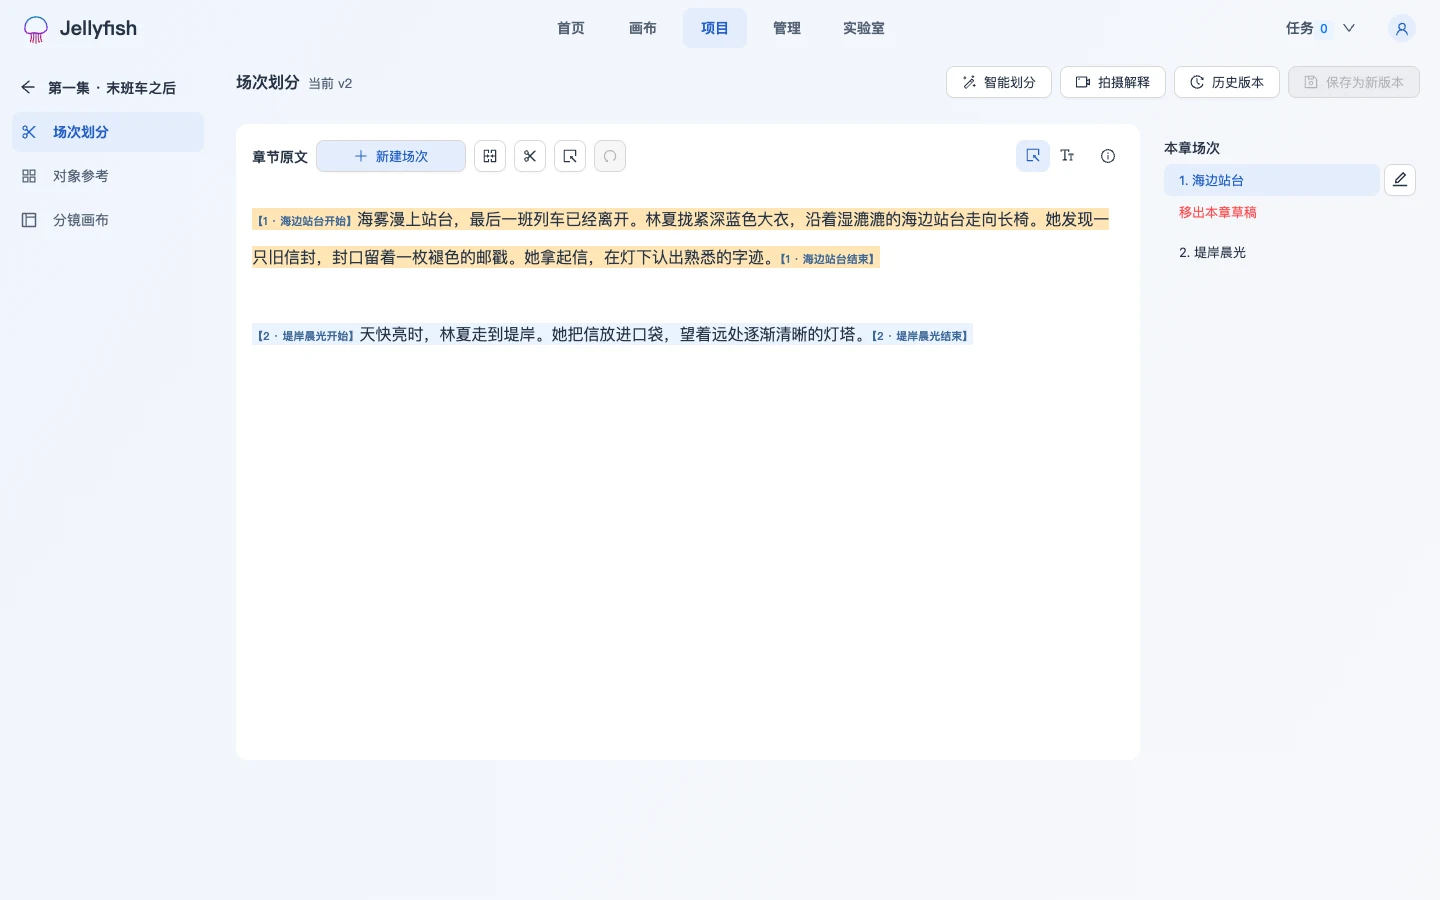 Jellyfish
首页
画布
项目
管理
实验室
任务 0
第一集 · 末班车之后
场次划分
对象参考
分镜画布
场次划分 当前 v2
智能划分
拍摄解释
历史版本
保存为新版本
章节原文
新建场次
【1 · 海边站台开始】海雾漫上站台，最后一班列车已经离开。林夏拢紧深蓝色大衣，沿着湿漉漉的海边站台走向长椅。她发现一
只旧信封，封口留着一枚褪色的邮戳。她拿起信，在灯下认出熟悉的字迹。【1 · 海边站台结束】
【2 · 堤岸晨光开始】天快亮时，林夏走到堤岸。她把信放进口袋，望着远处逐渐清晰的灯塔。【2 · 堤岸晨光结束】
本章场次
1. 海边站台
移出本章草稿
2. 堤岸晨光